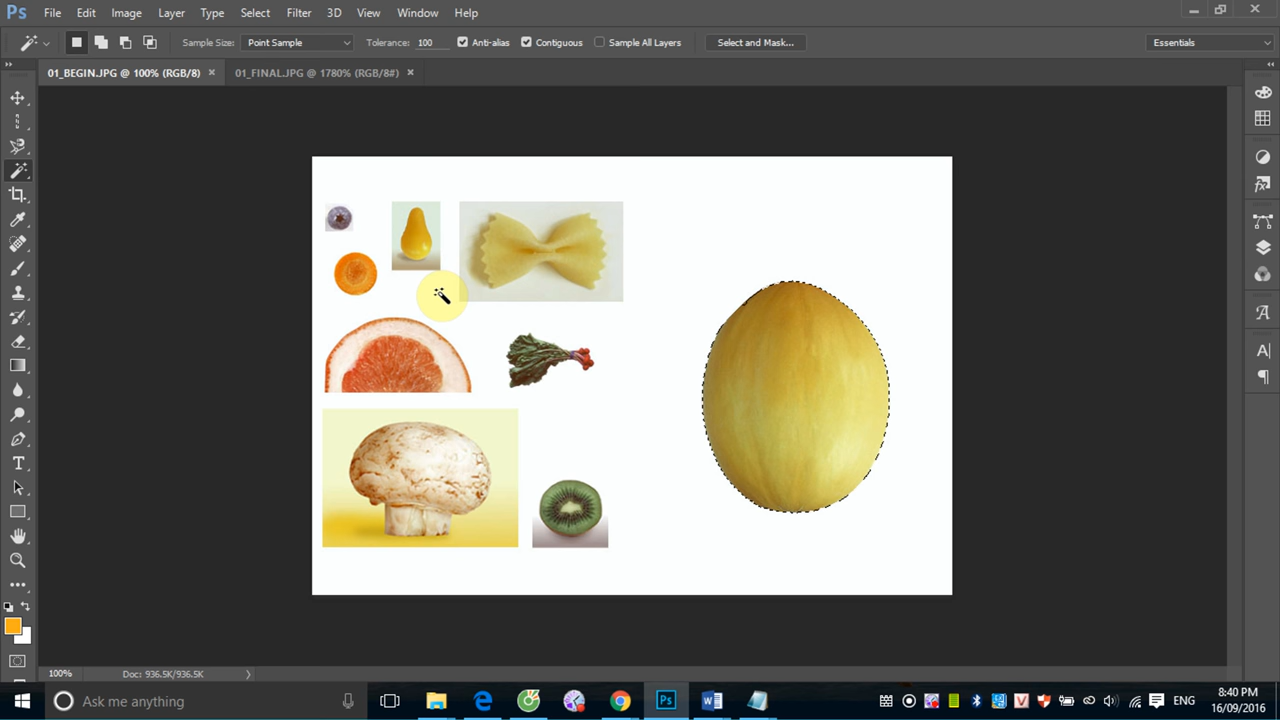 Ps File Edit Image Layer Type Select Filter 3D View Window Help
Sample Size: Point Sample Tolerance: 100 Anti-alias Contiguous Sample All Layers Select and Mask... Essentials
01_BEGIN.JPG @ 100% (RGB/8) × 01_FINAL.JPG @ 1780% (RGB/8#) ×
100% Doc: 936.5K/936.5K
Ask me anything
Ps
ENG
8:40 PM
16/09/2016